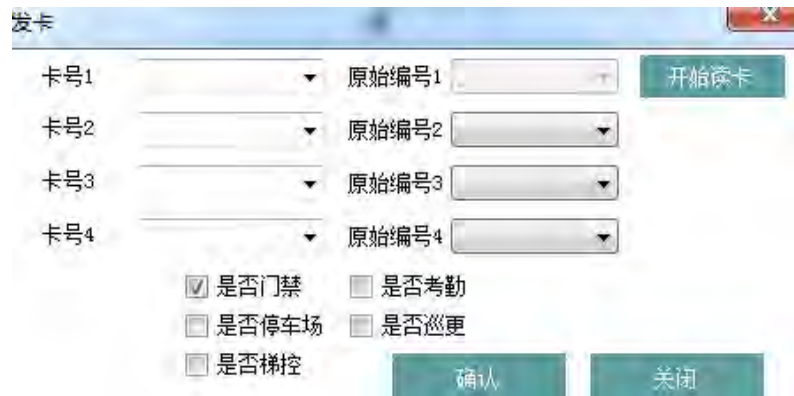 发卡
卡号1 原始编号1 开始读卡
卡号2 原始编号2
卡号3 原始编号3
卡号4 原始编号4
是否门禁 是否考勤
是否停车场 是否巡更
是否梯控
确认 关闭